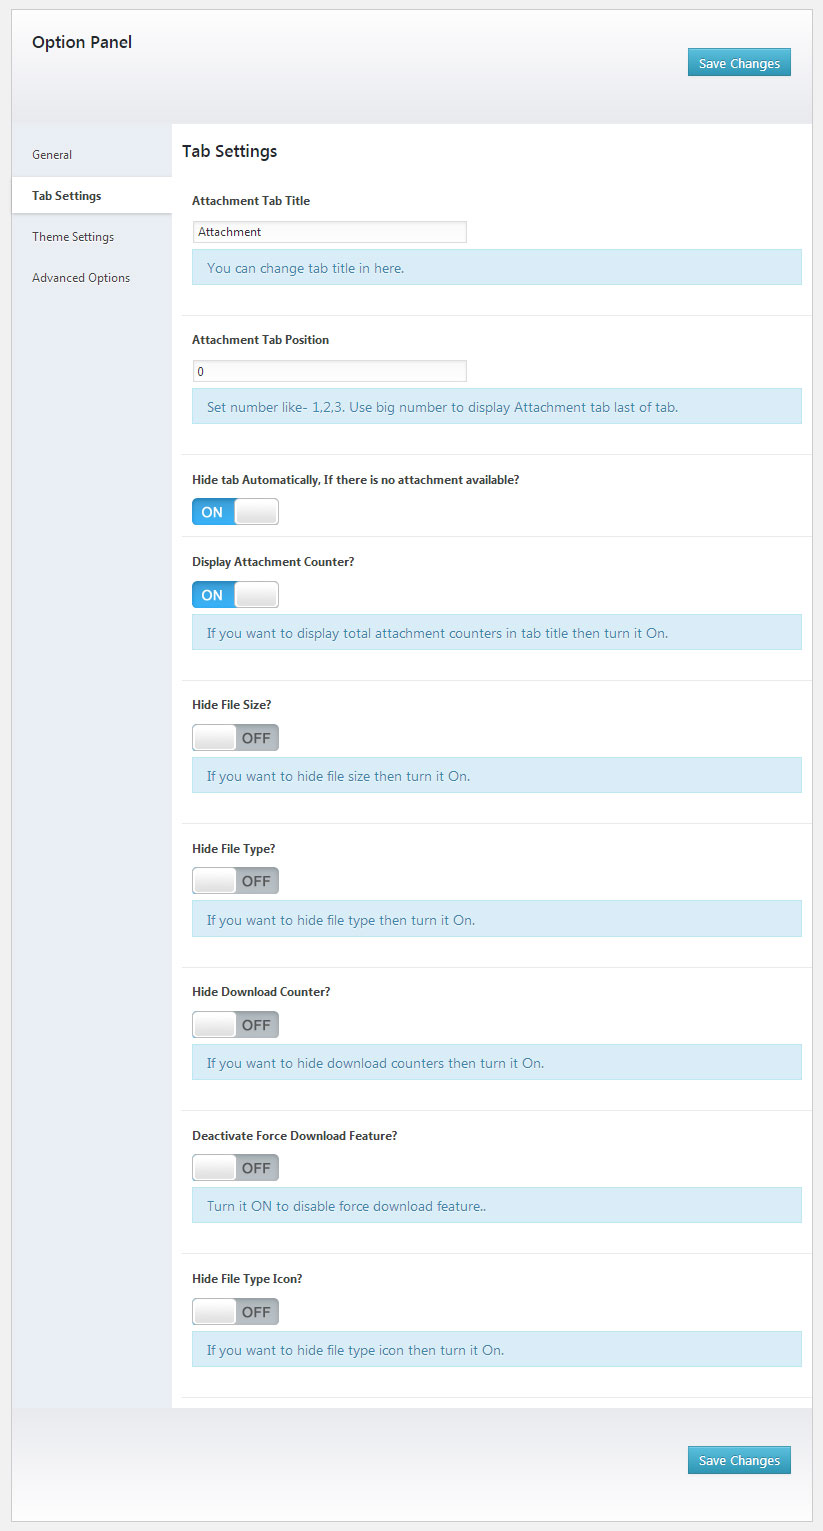 Option Panel
Save Changes
General
Tab Settings
Theme Settings
Advanced Options
Tab Settings
Attachment Tab Title
Attachment
You can change tab title in here.
Attachment Tab Position
0
Set number like- 1,2,3. Use big number to display Attachment tab last of tab.
Hide tab Automatically, If there is no attachment available?
ON
Display Attachment Counter?
ON
If you want to display total attachment counters in tab title then turn it On.
Hide File Size?
OFF
If you want to hide file size then turn it On.
Hide File Type?
OFF
If you want to hide file type then turn it On.
Hide Download Counter?
OFF
If you want to hide download counters then turn it On.
Deactivate Force Download Feature?
OFF
Turn it ON to disable force download feature..
Hide File Type Icon?
OFF
If you want to hide file type icon then turn it On.
Save Changes